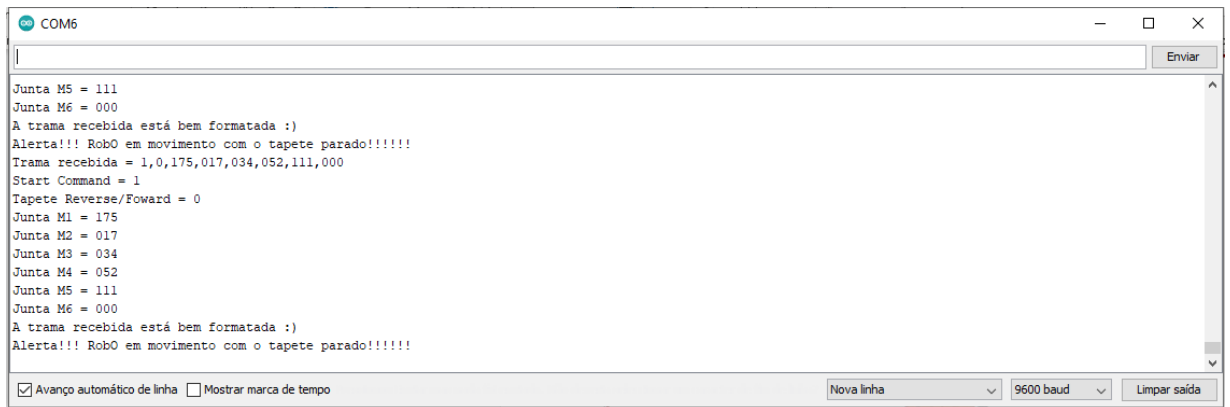 COM6
Enviar
Junta M5 = 111
Junta M6 = 000
A trama recebida está bem formatada :)
Alerta!!! RobO em movimento com o tapete parado!!!!!!
Trama recebida = 1,0,175,017,034,052,111,000
Start Command = 1
Tapete Reverse/Foward = 0
Junta M1 = 175
Junta M2 = 017
Junta M3 = 034
Junta M4 = 052
Junta M5 = 111
Junta M6 = 000
A trama recebida está bem formatada :)
Alerta!!! RobO em movimento com o tapete parado!!!!!!
Avanço automático de linha Mostrar marca de tempo Nova linha 9600 baud Limpar saída